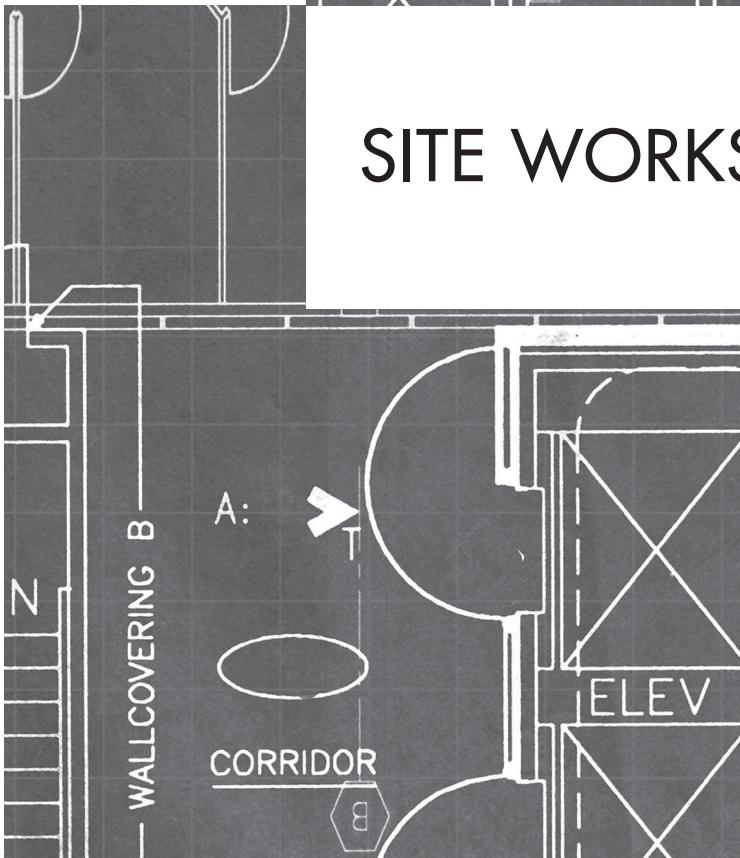 SITE WORKS
A:
T
N
WALLCOVERING B
ELEV
CORRIDOR
B